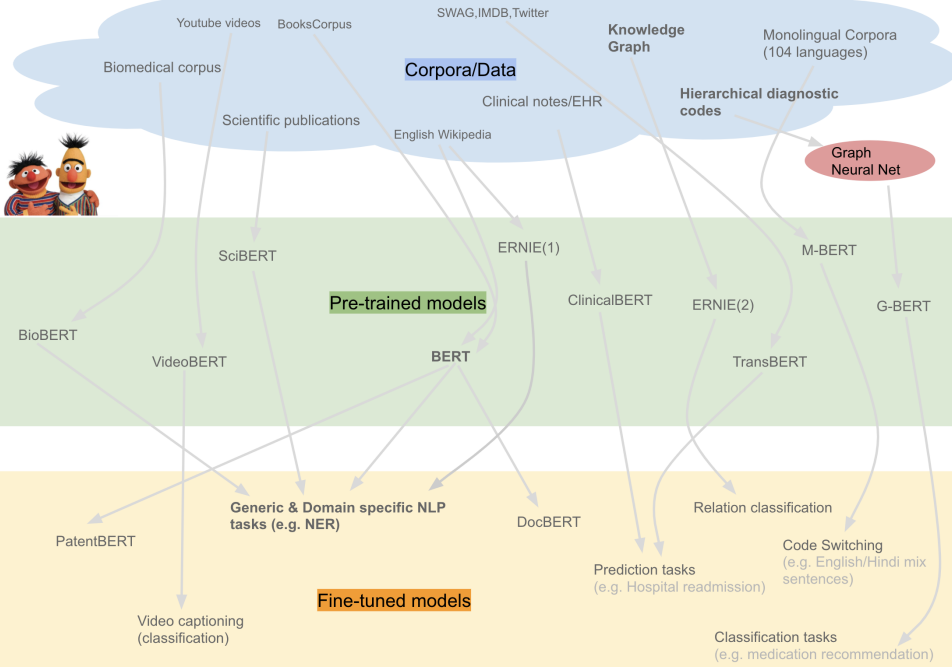 SWAG,IMDB,Twitter
Youtube videos
BooksCorpus
Knowledge
Graph
Monolingual Corpora
(104 languages)
Biomedical corpus
Corpora/Data
Hierarchical diagnostic
codes
Clinical notes/EHR
Scientific publications
English Wikipedia
Graph
Neural Net
SciBERT
ERNIE(1)
M-BERT
Pre-trained models
ClinicalBERT
ERNIE(2)
G-BERT
BioBERT
VideoBERT
BERT
TransBERT
Generic & Domain specific NLP
tasks (e.g. NER)
Relation classification
DocBERT
PatentBERT
Code Switching
(e.g. English/Hindi mix
sentences)
Prediction tasks
(e.g. Hospital readmission)
Fine-tuned models
Video captioning
(classification)
Classification tasks
(e.g. medication recommendation)